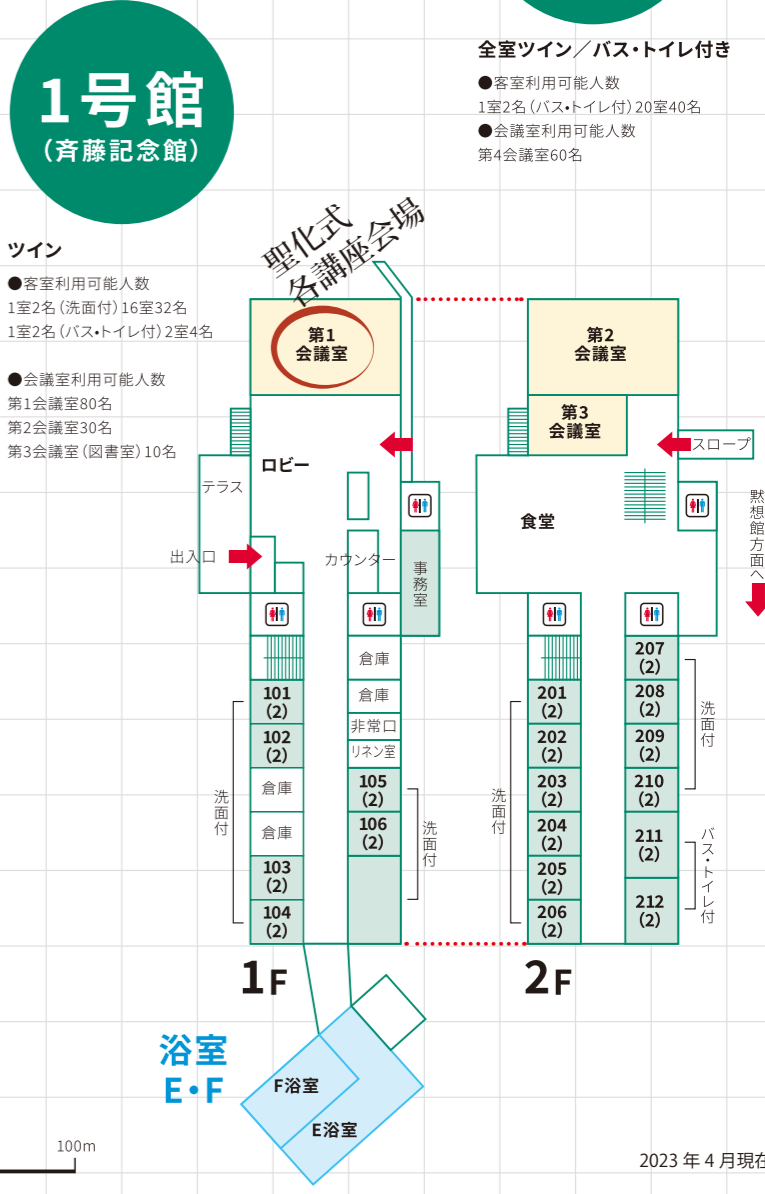 1号館
（斉藤記念館）
全室ツイン／バス・トイレ付き
●客室利用可能人数
1室2名（バス・トイレ付）20室40名
●会議室利用可能人数
第4会議室60名
ツイン
●客室利用可能人数
1室2名（洗面付）16室32名
1室2名（バス・トイレ付）2室4名
●会議室利用可能人数
第1会議室80名
第2会議室30名
第3会議室（図書室）10名
聖化式
各講座会場
第1
会議室
ロビー
テラス
出入口
カウンター
事務室
倉庫
倉庫
非常口
リネン室
101
（2）
102
（2）
倉庫
倉庫
103
（2）
104
（2）
洗面付
105
（2）
106
（2）
洗面付
1F
第2
会議室
第3
会議室
スロープ
食堂
黙想館方面へ
201
（2）
202
（2）
203
（2）
204
（2）
205
（2）
206
（2）
洗面付
207
（2）
208
（2）
209
（2）
210
（2）
洗面付
211
（2）
212
（2）
バス・トイレ付
2F
浴室
E・F
F浴室
E浴室
100m
2023 年 4 月現在